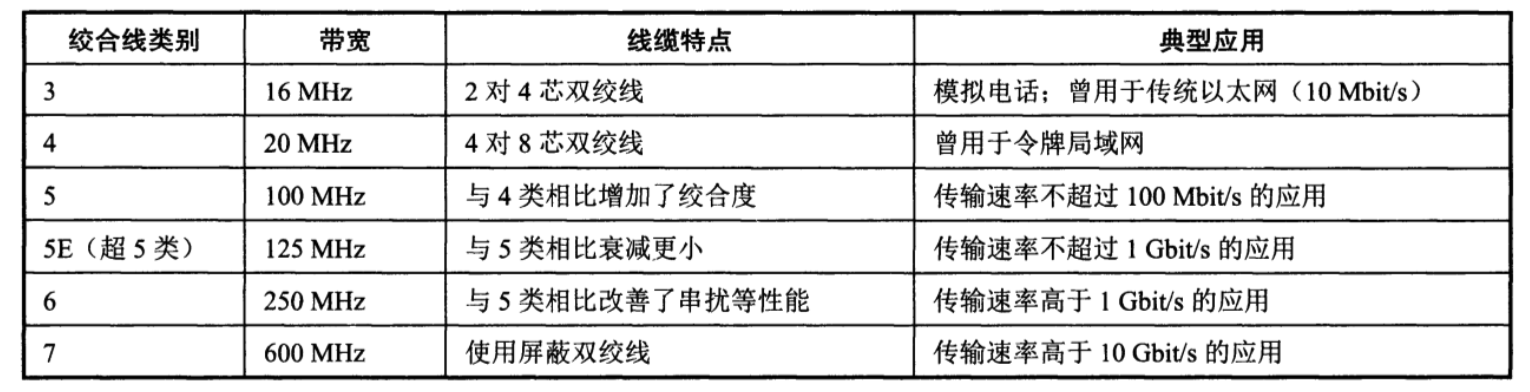 绞合线类别 带宽 线缆特点 典型应用
3 16 MHz 2 对 4 芯双绞线 模拟电话；曾用于传统以太网（10 Mbit/s）
4 20 MHz 4 对 8 芯双绞线 曾用于令牌局域网
5 100 MHz 与 4 类相比增加了绞合度 传输速率不超过 100 Mbit/s 的应用
5E（超 5 类） 125 MHz 与 5 类相比衰减更小 传输速率不超过 1 Gbit/s 的应用
6 250 MHz 与 5 类相比改善了串扰等性能 传输速率高于 1 Gbit/s 的应用
7 600 MHz 使用屏蔽双绞线 传输速率高于 10 Gbit/s 的应用